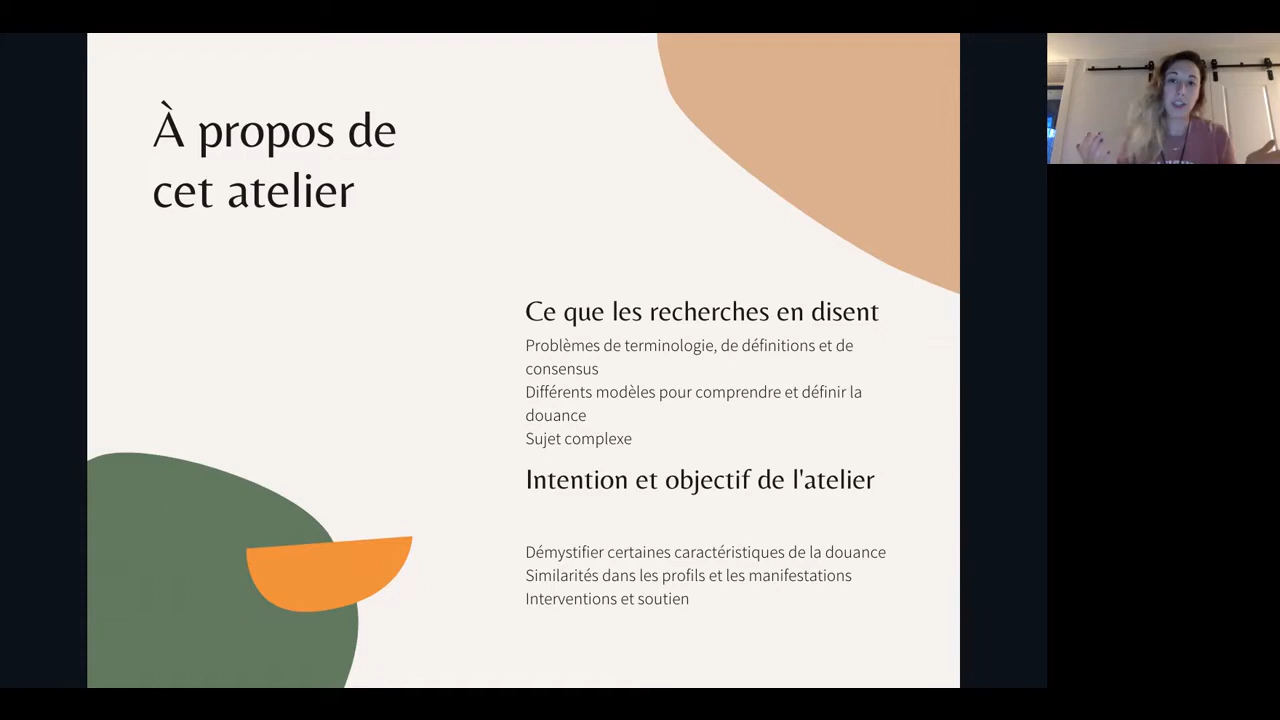 À propos de
cet atelier
Ce que les recherches en disent
Problèmes de terminologie, de définitions et de
consensus
Différents modèles pour comprendre et définir la
douance
Sujet complexe
Intention et objectif de l'atelier
Démystifier certaines caractéristiques de la douance
Similarités dans les profils et les manifestations
Interventions et soutien